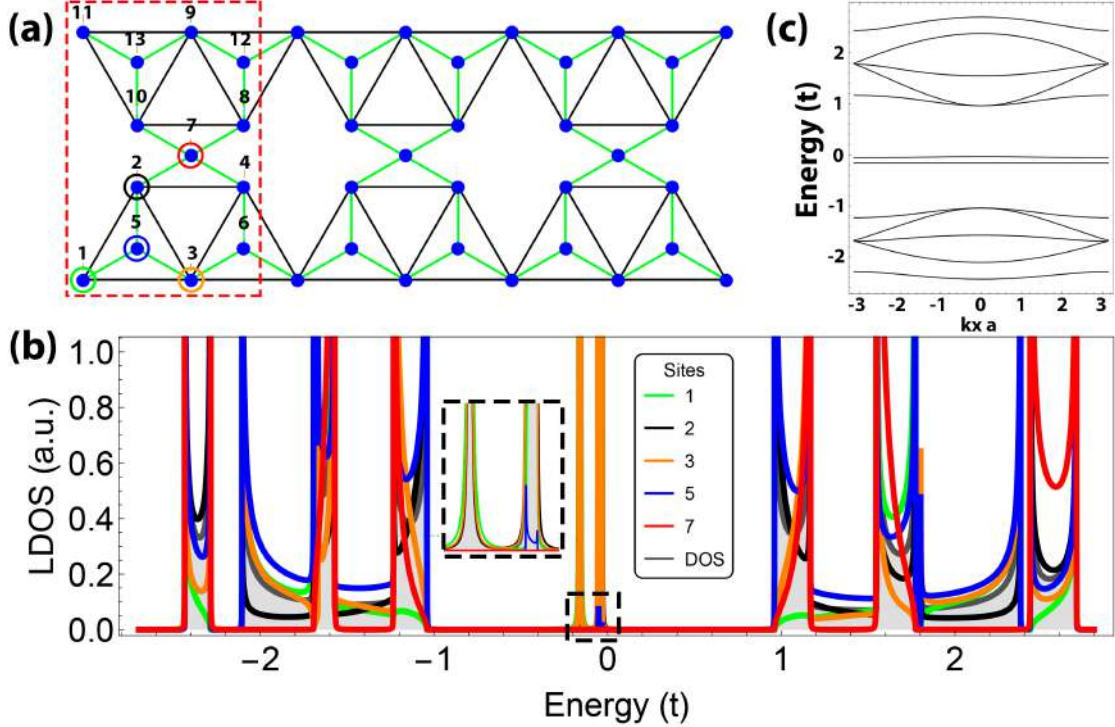 (a)
11 9
13 12
10 8
7
2 4
5 6
1 3
(c)
Energy (t)
2
1
0
-1
-2
-3 -2 -1 0 1 2 3
kx a
(b)
LDOS (a.u.)
1.0
0.8
0.6
0.4
0.2
0.0
Sites
1
2
3
5
7
DOS
−2 −1 0 1 2
Energy (t)